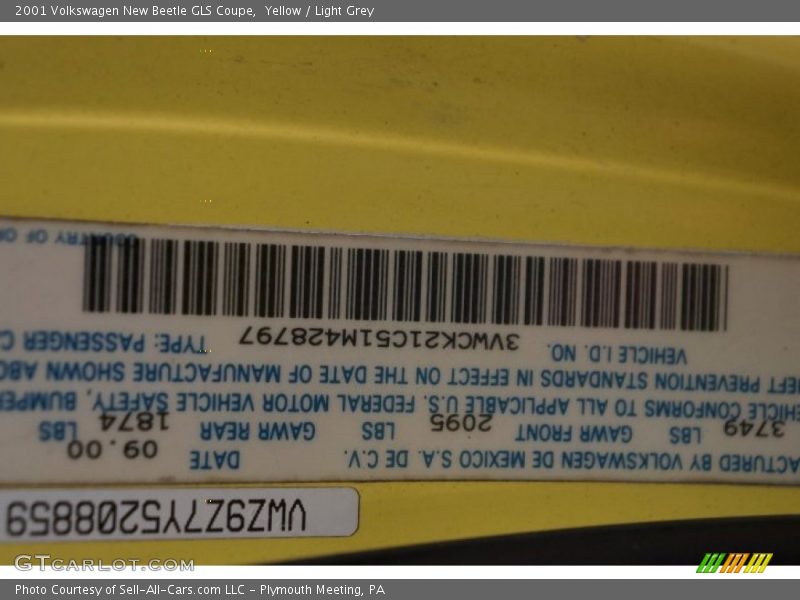 2001 Volkswagen New Beetle GLS Coupe, Yellow / Light Grey
VWZ9Z7Y5208859
ACTURED BY VOLKSWAGEN DE MEXICO S.A. DE C.V. DATE 09.00
3749 LBS GAWR FRONT 2095 LBS GAWR REAR 1874 LBS
EHICLE CONFORMS TO ALL APPLICABLE U.S. FEDERAL MOTOR VEHICLE SAFETY, BUMPER
EFT PREVENTION STANDARDS IN EFFECT ON THE DATE OF MANUFACTURE SHOWN ABO
VEHICLE I.D. NO. 3VWCK21C51M428797 TYPE: PASSENGER C
COUNTRY OF OR
GTCARLOT.COM
Photo Courtesy of Sell-All-Cars.com LLC - Plymouth Meeting, PA